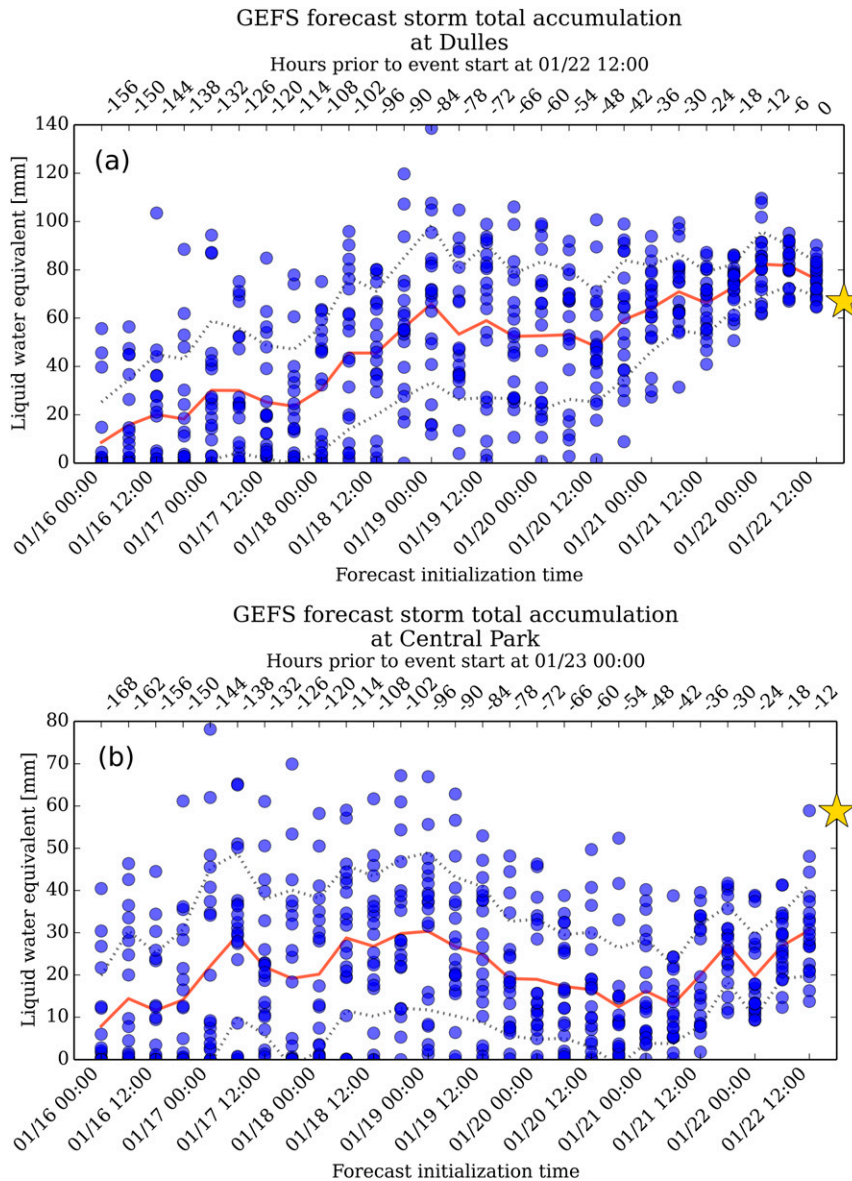 GEFS forecast storm total accumulation
at Dulles
Hours prior to event start at 01/22 12:00
-156 -150 -144 -138 -132 -126 -120 -114 -108 -102 -96 -90 -84 -78 -72 -66 -60 -54 -48 -42 -36 -30 -24 -18 -12 -6 0
(a)
Liquid water equivalent [mm]
140
120
100
80
60
40
20
0
01/16 00:00 01/16 12:00 01/17 00:00 01/17 12:00 01/18 00:00 01/18 12:00 01/19 00:00 01/19 12:00 01/20 00:00 01/20 12:00 01/21 00:00 01/21 12:00 01/22 00:00 01/22 12:00
Forecast initialization time
GEFS forecast storm total accumulation
at Central Park
Hours prior to event start at 01/23 00:00
-168 -162 -156 -150 -144 -138 -132 -126 -120 -114 -108 -102 -96 -90 -84 -78 -72 -66 -60 -54 -48 -42 -36 -30 -24 -18 -12
(b)
Liquid water equivalent [mm]
80
70
60
50
40
30
20
10
0
01/16 00:00 01/16 12:00 01/17 00:00 01/17 12:00 01/18 00:00 01/18 12:00 01/19 00:00 01/19 12:00 01/20 00:00 01/20 12:00 01/21 00:00 01/21 12:00 01/22 00:00 01/22 12:00
Forecast initialization time